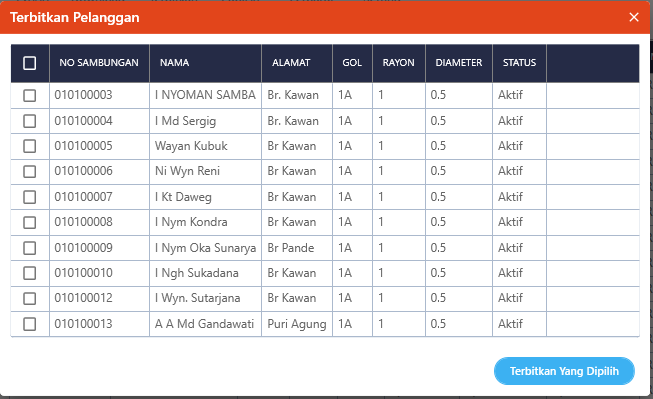 Terbitkan Pelanggan
NO SAMBUNGAN NAMA ALAMAT GOL RAYON DIAMETER STATUS
010100003 I NYOMAN SAMBA Br. Kawan 1A 1 0.5 Aktif
010100004 I Md Sergig Br. Kawan 1A 1 0.5 Aktif
010100005 Wayan Kubuk Br Kawan 1A 1 0.5 Aktif
010100006 Ni Wyn Reni Br Kawan 1A 1 0.5 Aktif
010100007 I Kt Daweg Br Kawan 1A 1 0.5 Aktif
010100008 I Nym Kondra Br Kawan 1A 1 0.5 Aktif
010100009 I Nym Oka Sunarya Br Pande 1A 1 0.5 Aktif
010100010 I Ngh Sukadana Br Kawan 1A 1 0.5 Aktif
010100012 I Wyn. Sutarjana Br Kawan 1A 1 0.5 Aktif
010100013 A A Md Gandawati Puri Agung 1A 1 0.5 Aktif
Terbitkan Yang Dipilih